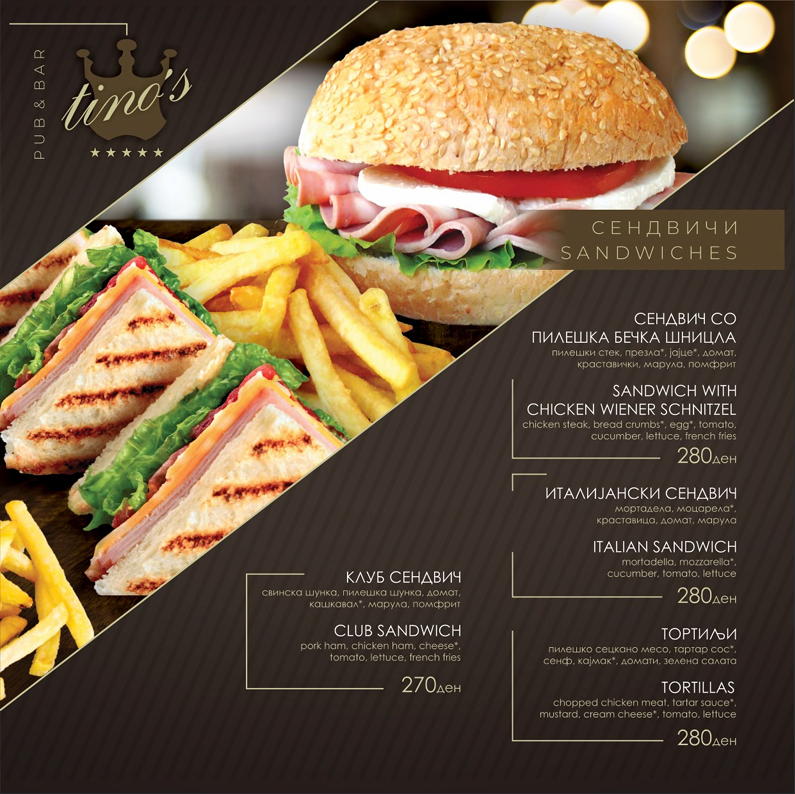 PUB & BAR
tino's
СЕНДВИЧИ
SANDWICHES
СЕНДВИЧ СО
ПИЛЕШКА БЕЧКА ШНИЦЛА
пилешки стек, презла*, јајце*, домат,
краставички, марула, помфрит
SANDWICH WITH
CHICKEN WIENER SCHNITZEL
chicken steak, bread crumbs*, egg*, tomato,
cucumber, lettuce, french fries
280ден
ИТАЛИЈАНСКИ СЕНДВИЧ
мортадела, моцарела*,
краставица, домат, марула
ITALIAN SANDWICH
mortadella, mozzarella*,
cucumber, tomato, lettuce
280ден
КЛУБ СЕНДВИЧ
свинска шунка, пилешка шунка, домат,
кашкавал*, марула, помфрит
CLUB SANDWICH
pork ham, chicken ham, cheese*,
tomato, lettuce, french fries
270ден
ТОРТИЉИ
пилешко сецкано месо, тартар сос*,
сенф, кајмак*, домати, зелена салата
TORTILLAS
chopped chicken meat, tartar sauce*,
mustard, cream cheese*, tomato, lettuce
280ден